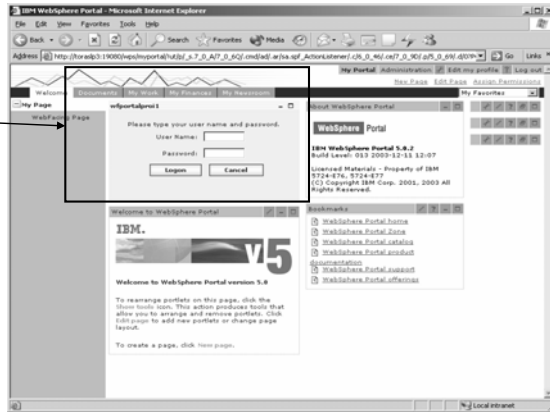 IBM WebSphere Portal - Microsoft Internet Explorer
File Edit View Favorites Tools Help
Back Search Favorites Media
Address Go Links
My Portal Administration Edit my profile ? Log out
New Page Edit Page Assign Permissions
Welcome Documents My Work My Finances My Newsroom My Favorites
My Page
WebFacing Page
wfportalproj1
Please type your user name and password.
User Name:
Password:
Logon Cancel
About WebSphere Portal
WebSphere Portal
IBM WebSphere Portal 5.0.2
Build Level: 013 2003-12-11 12:07
Licensed Materials - Property of IBM
5724-E76, 5724-E77
(C) Copyright IBM Corp. 2001, 2003 All
Rights Reserved.
Welcome to WebSphere Portal
IBM.
v5
Welcome to WebSphere Portal version 5.0
To rearrange portlets on this page, click the
Show tools icon. This action produces tools that
allow you to arrange and remove portlets. Click
Edit page to add new portlets or change page
layout.
To create a page, click New page.
Bookmarks
WebSphere Portal home
WebSphere Portal Zone
WebSphere Portal catalog
WebSphere Portal product
documentation
WebSphere Portal support
WebSphere Portal offerings
Local intranet